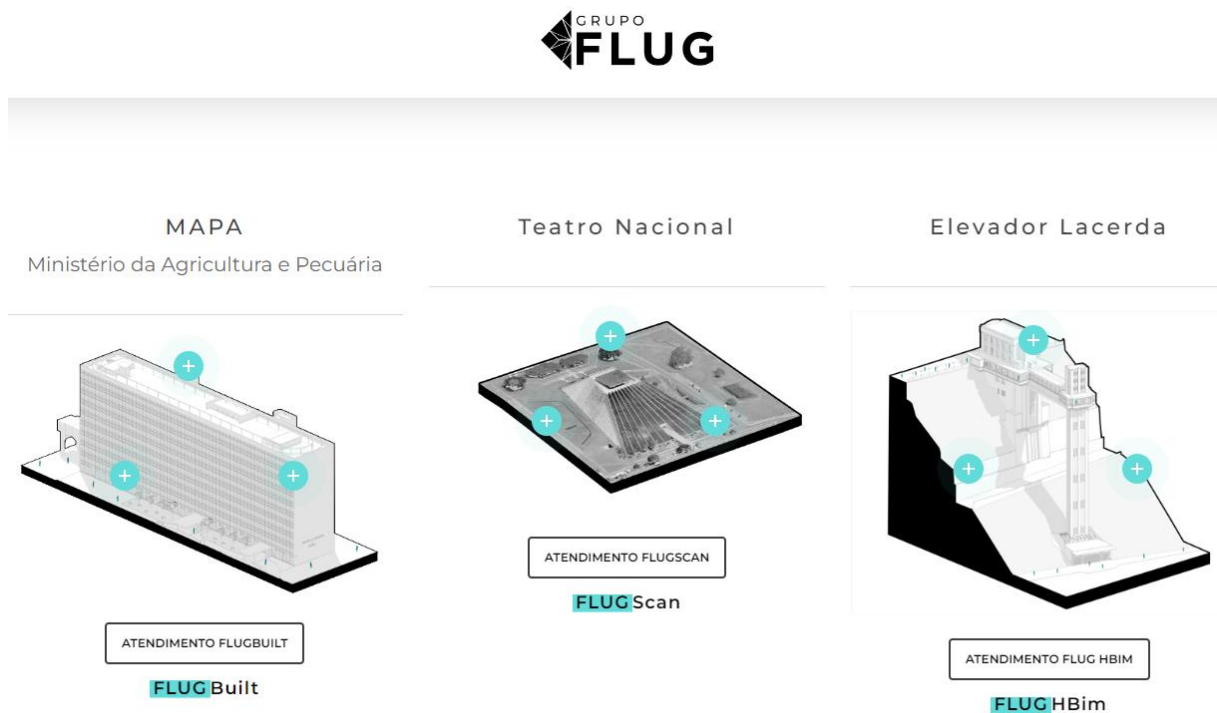 GRUPO
FLUG
MAPA
Ministério da Agricultura e Pecuária
ATENDIMENTO FLUGBUILT
FLUGBuilt
Teatro Nacional
ATENDIMENTO FLUGSCAN
FLUGScan
Elevador Lacerda
ATENDIMENTO FLUG HBIM
FLUGHBim